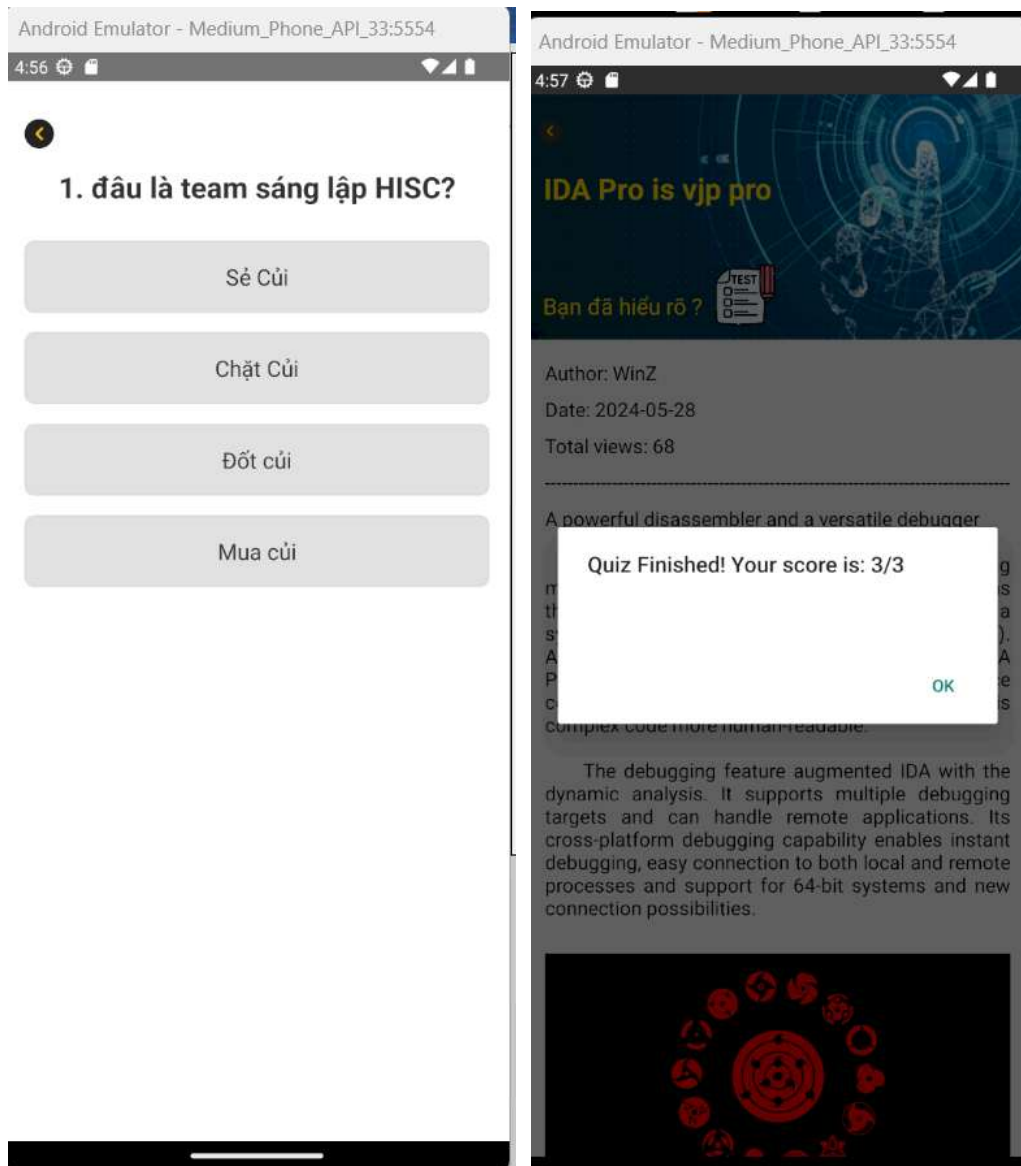 Android Emulator - Medium_Phone_API_33:5554
4:56
1. đâu là team sáng lập HISC?
Sẻ Củi
Chặt Củi
Đốt củi
Mua củi
Android Emulator - Medium_Phone_API_33:5554
4:57
IDA Pro is vjp pro
TEST
Bạn đã hiểu rõ ?
Author: WinZ
Date: 2024-05-28
Total views: 68
A powerful disassembler and a versatile debugger
Quiz Finished! Your score is: 3/3
OK
complex code more human-readable.
The debugging feature augmented IDA with the
dynamic analysis. It supports multiple debugging
targets and can handle remote applications. Its
cross-platform debugging capability enables instant
debugging, easy connection to both local and remote
processes and support for 64-bit systems and new
connection possibilities.